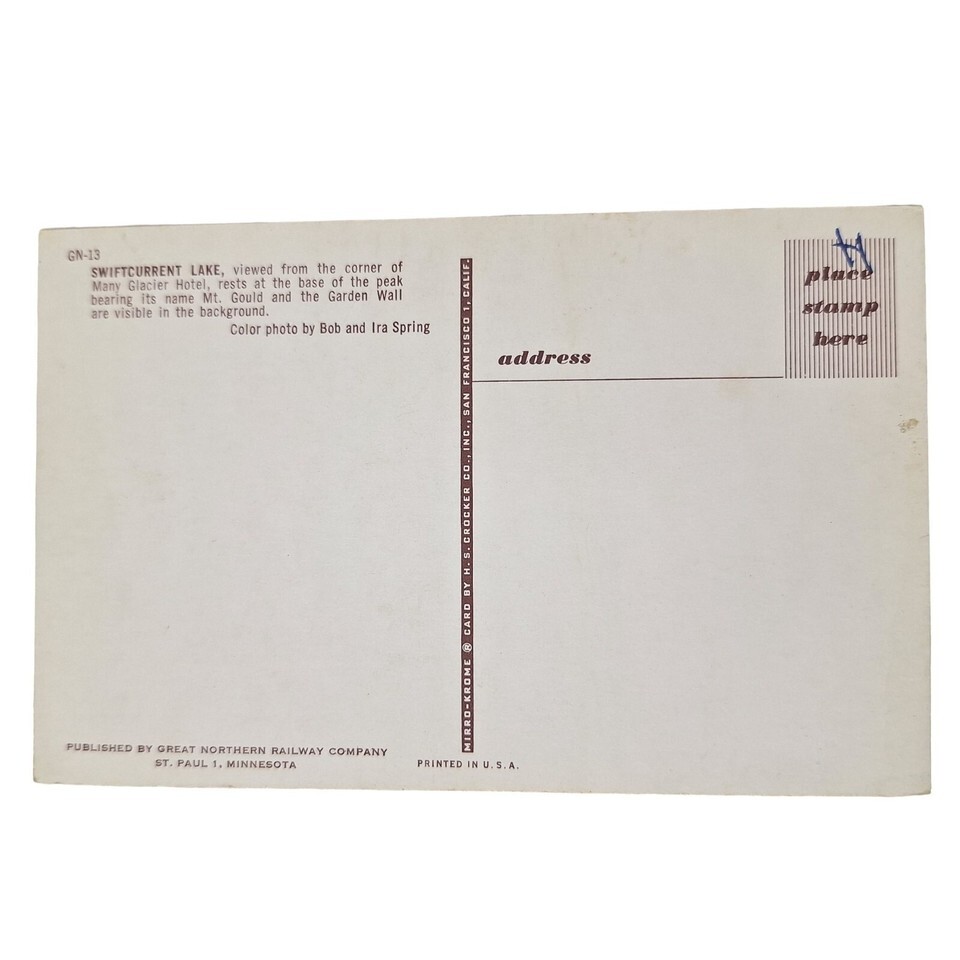 GN-13
SWIFTCURRENT LAKE, viewed from the corner of
Many Glacier Hotel, rests at the base of the peak
bearing its name Mt. Gould and the Garden Wall
are visible in the background.
Color photo by Bob and Ira Spring
PUBLISHED BY GREAT NORTHERN RAILWAY COMPANY
ST. PAUL 1, MINNESOTA
MIRRO-KROME ® CARD BY H. S. CROCKER CO., INC., SAN FRANCISCO 1, CALIF.
PRINTED IN U. S. A.
address
place
stamp
here